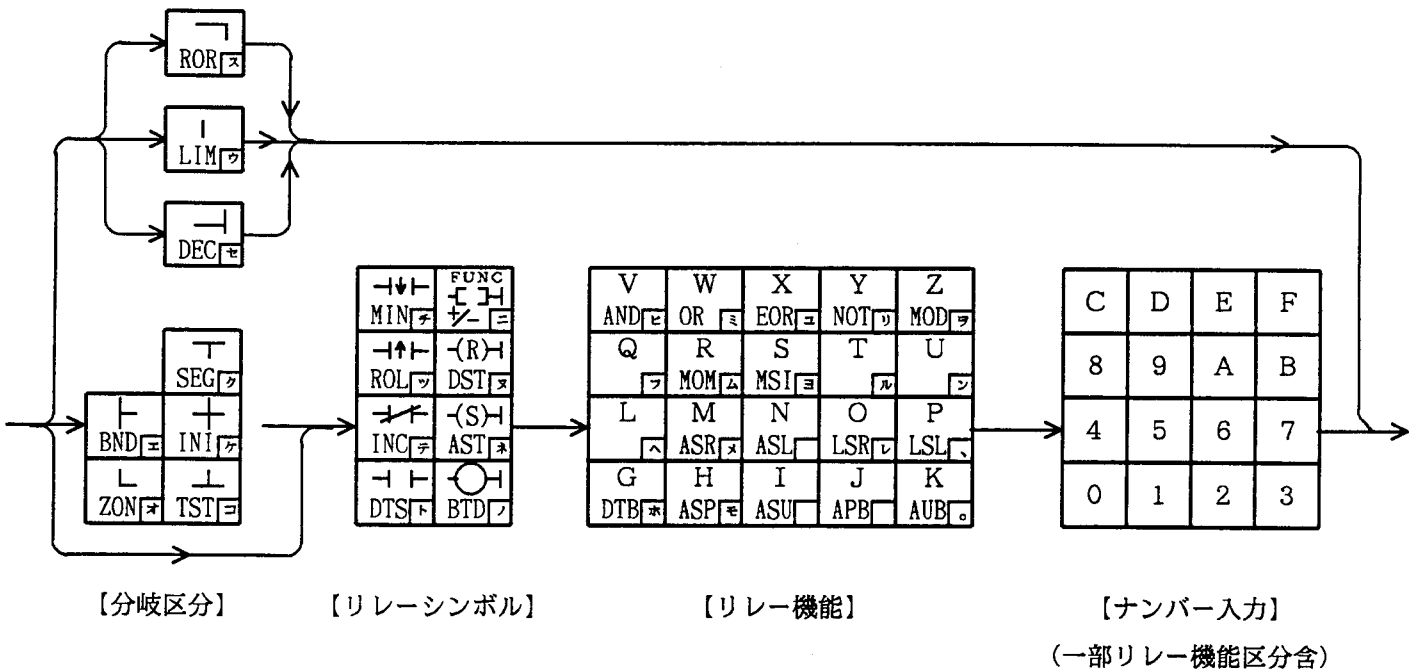 ROR ス
LIM ウ
DEC セ
SEG ク
BND エ INI ケ
ZON オ TST コ
FUNC
MIN チ +/- ニ
-(R)-
ROL ツ DST ヌ
-(S)-
INC テ AST ネ
DTS ト BTD ノ
V W X Y Z
AND ヒ OR ミ EOR ユ NOT リ MOD ヲ
Q R S T U
フ MOM ム MSI ヨ ル ン
L M N O P
ヘ ASR メ ASL LSR レ LSL 、
G H I J K
DTB ホ ASP モ ASU APB AUB 。
C D E F
8 9 A B
4 5 6 7
0 1 2 3
【分岐区分】 【リレーシンボル】 【リレー機能】 【ナンバー入力】
(一部リレー機能区分含)